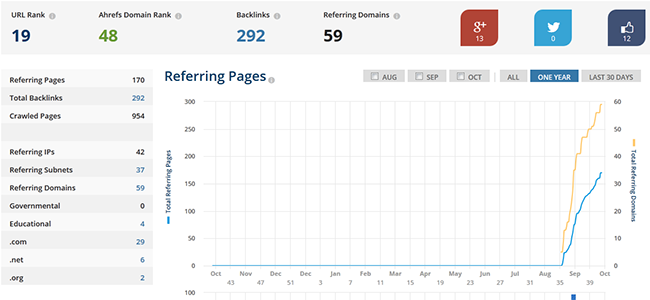 URL Rank Ahrefs Domain Rank Backlinks Referring Domains
19 48 292 59
13 0 12
Referring Pages 170
Total Backlinks 292
Crawled Pages 954
Referring IPs 42
Referring Subnets 37
Referring Domains 59
Governmental 0
Educational 4
.com 29
.net 6
.org 2
Referring Pages
AUG SEP OCT ALL ONE YEAR LAST 30 DAYS
300 60
250 50
200 40
150 30
100 20
50 10
0 0
Total Referring Pages
Total Referring Domains
Oct Nov Dec Dec Jan Feb Mar Apr May Jun Jul Aug Sep Oct
43 47 51 3 7 11 15 19 23 27 31 35 39
100 10